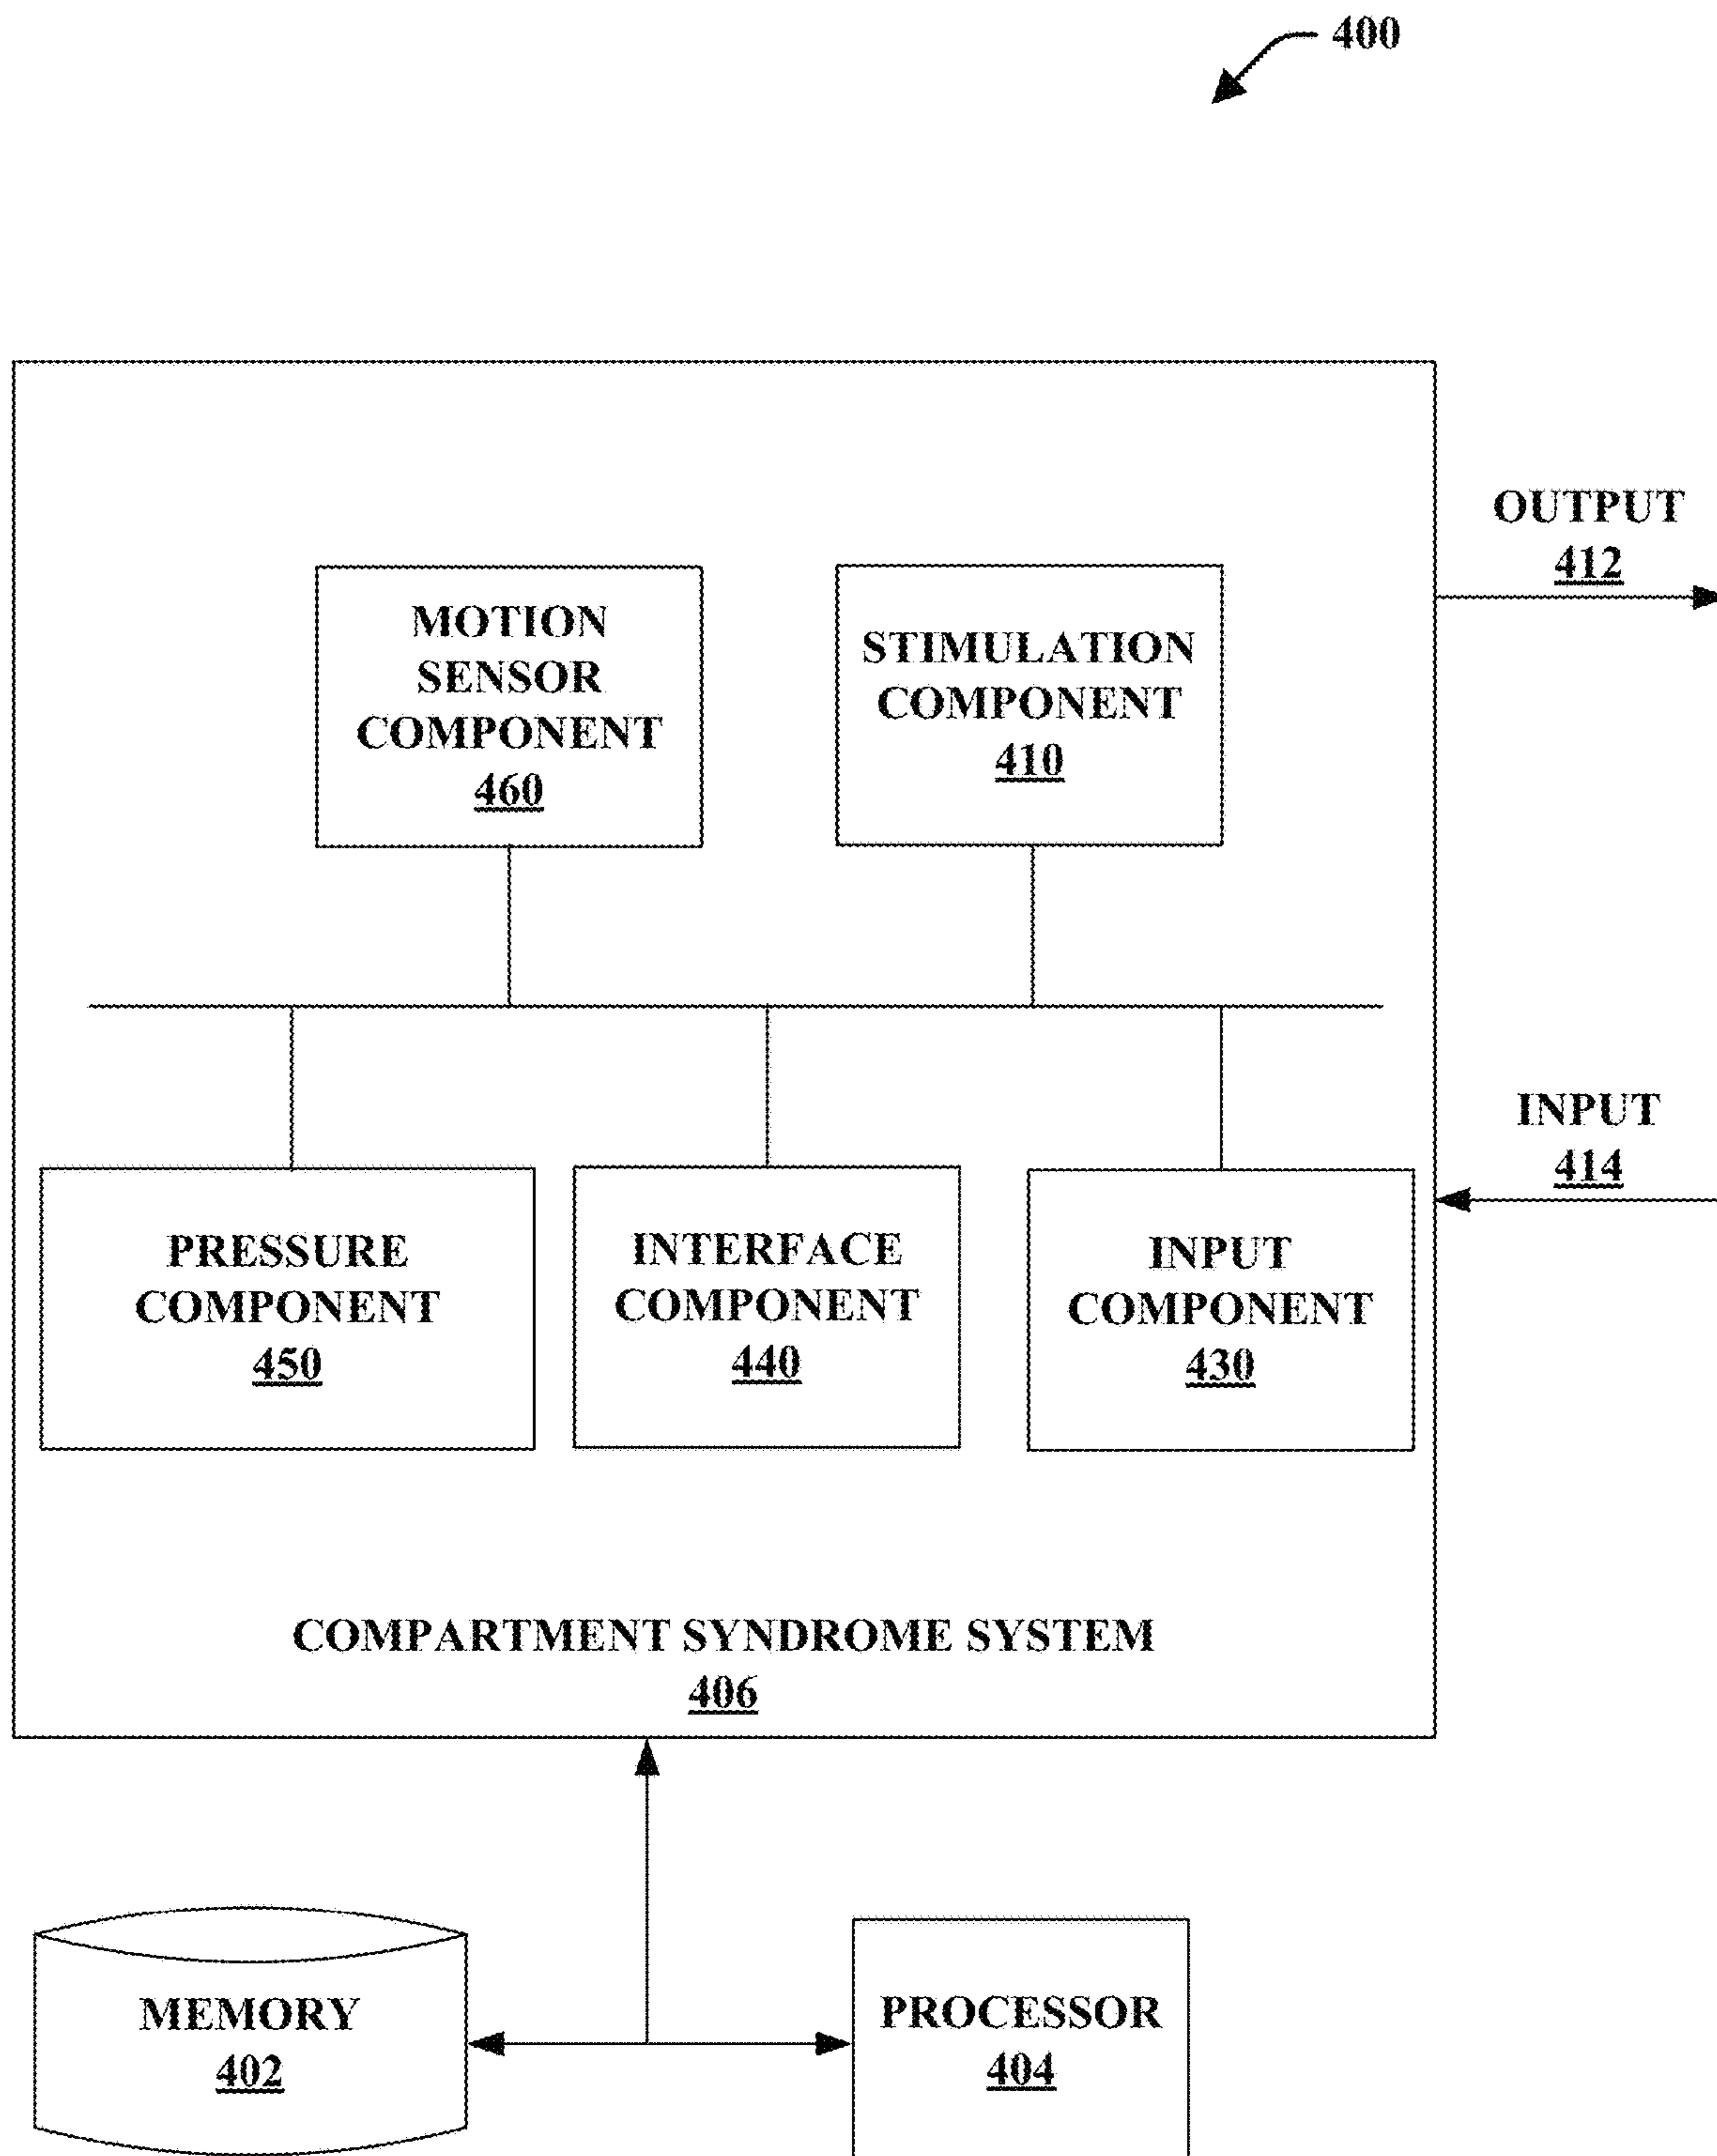 400
OUTPUT
412
MOTION
SENSOR
COMPONENT
460
STIMULATION
COMPONENT
410
INPUT
414
PRESSURE
COMPONENT
450
INTERFACE
COMPONENT
440
INPUT
COMPONENT
430
COMPARTMENT SYNDROME SYSTEM
406
MEMORY
402
PROCESSOR
404